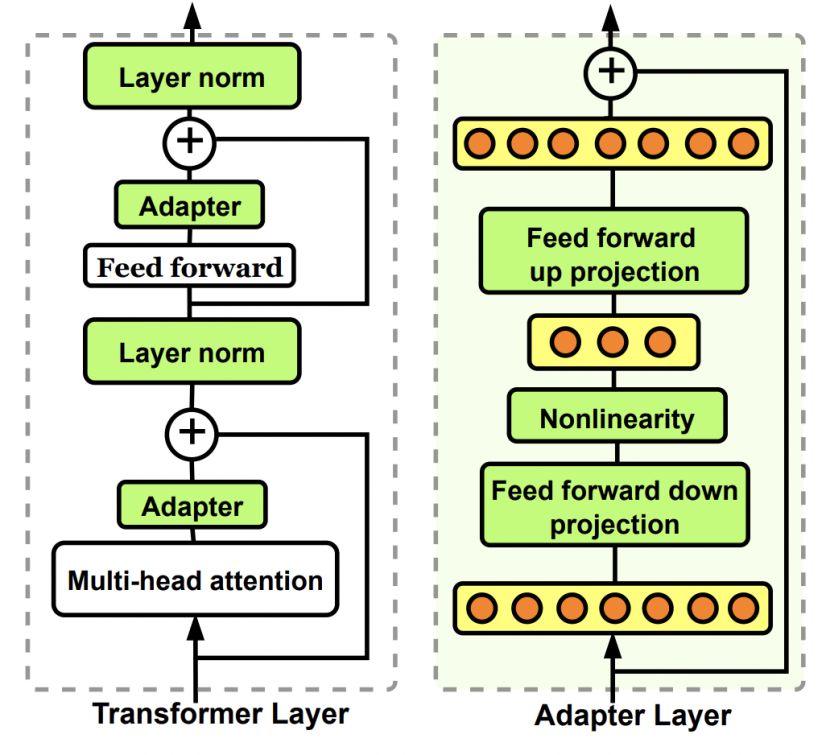 Layer norm
+
Adapter
Feed forward
Layer norm
+
Adapter
Multi-head attention
Transformer Layer
+
Feed forward
up projection
Nonlinearity
Feed forward down
projection
Adapter Layer